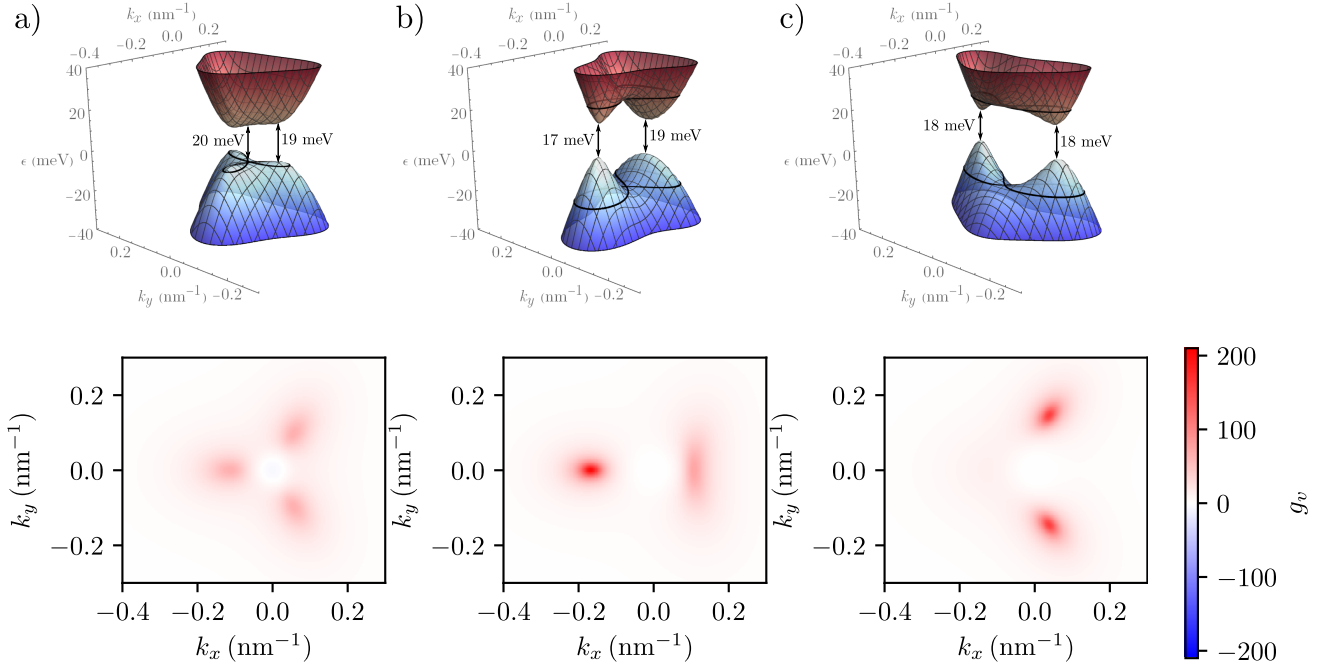 a)
k_x (nm⁻¹)
−0.4
−0.2
0.0
0.2
40
20
0
−20
−40
ϵ (meV)
20 meV
19 meV
0.2
0.0
−0.2
k_y (nm⁻¹)
b)
k_x (nm⁻¹)
−0.4
−0.2
0.0
0.2
40
20
0
−20
−40
ϵ (meV)
17 meV
19 meV
0.2
0.0
−0.2
k_y (nm⁻¹)
c)
k_x (nm⁻¹)
−0.4
−0.2
0.0
0.2
40
20
0
−20
−40
ϵ (meV)
18 meV
18 meV
0.2
0.0
−0.2
k_y (nm⁻¹)
k_y (nm⁻¹)
0.2
0.0
−0.2
−0.4 −0.2 0.0 0.2
k_x (nm⁻¹)
k_y (nm⁻¹)
0.2
0.0
−0.2
−0.4 −0.2 0.0 0.2
k_x (nm⁻¹)
k_y (nm⁻¹)
0.2
0.0
−0.2
−0.4 −0.2 0.0 0.2
k_x (nm⁻¹)
200
100
0
−100
−200
g_v